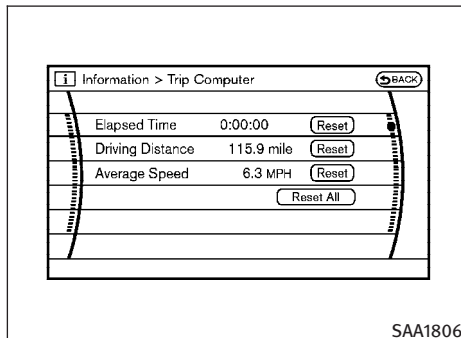 i Information > Trip Computer BACK
Elapsed Time 0:00:00 Reset
Driving Distance 115.9 mile Reset
Average Speed 6.3 MPH Reset
Reset All
SAA1806